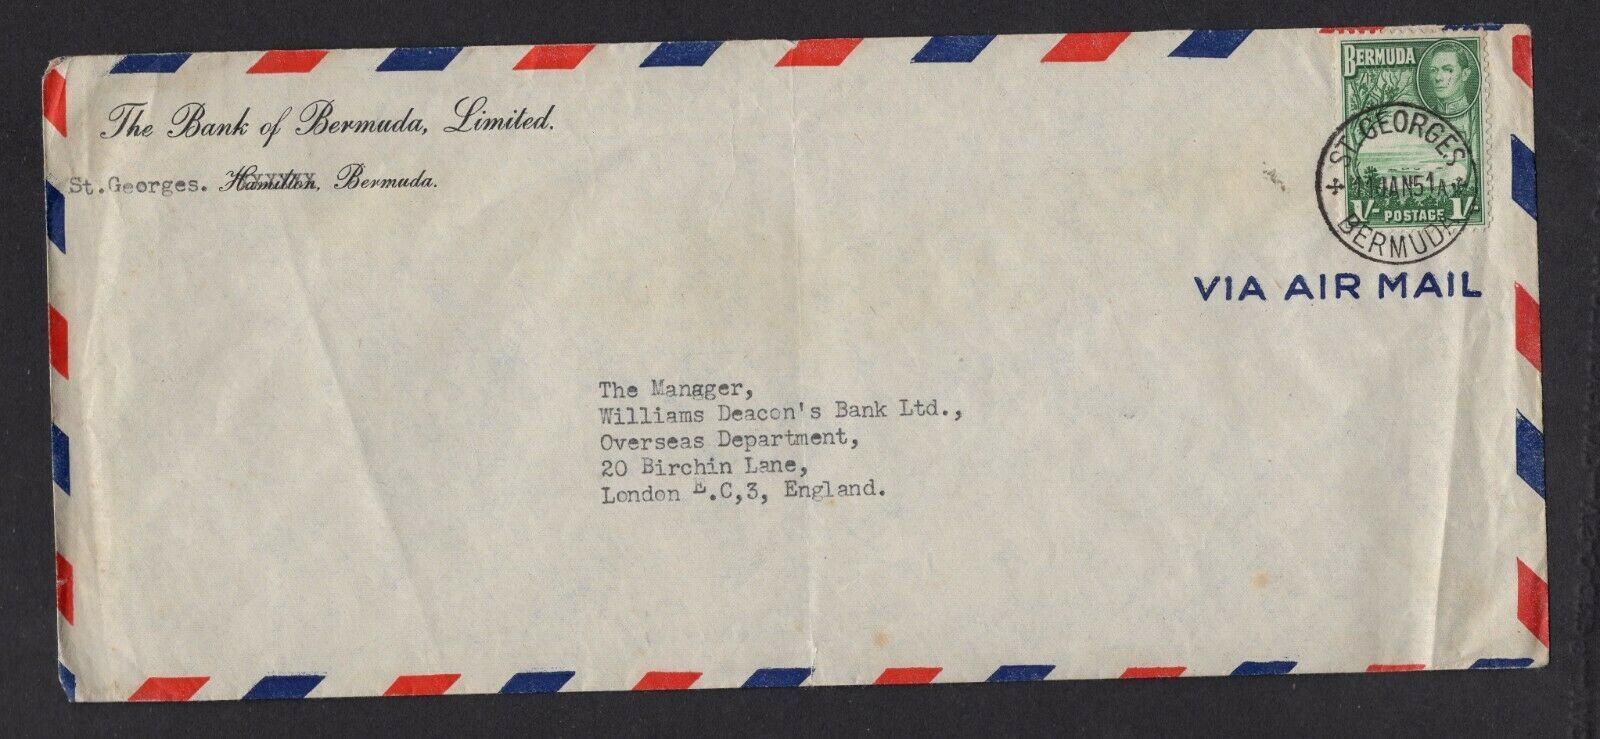 The Bank of Bermuda, Limited.
St.Georges. Hamilton, Bermuda.
BERMUDA
ST. GEORGES
11 JAN 51 A
BERMUDA
1/- POSTAGE 1/-
VIA AIR MAIL
The Manager,
Williams Deacon's Bank Ltd.,
Overseas Department,
20 Birchin Lane,
London E.C,3, England.